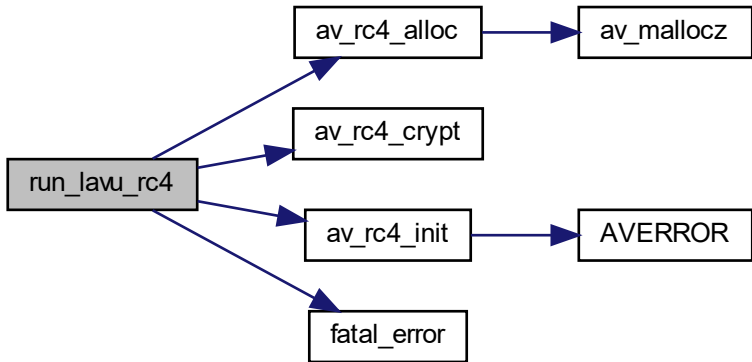 run_lavu_rc4
av_rc4_alloc
av_mallocz
av_rc4_crypt
av_rc4_init
AVERROR
fatal_error